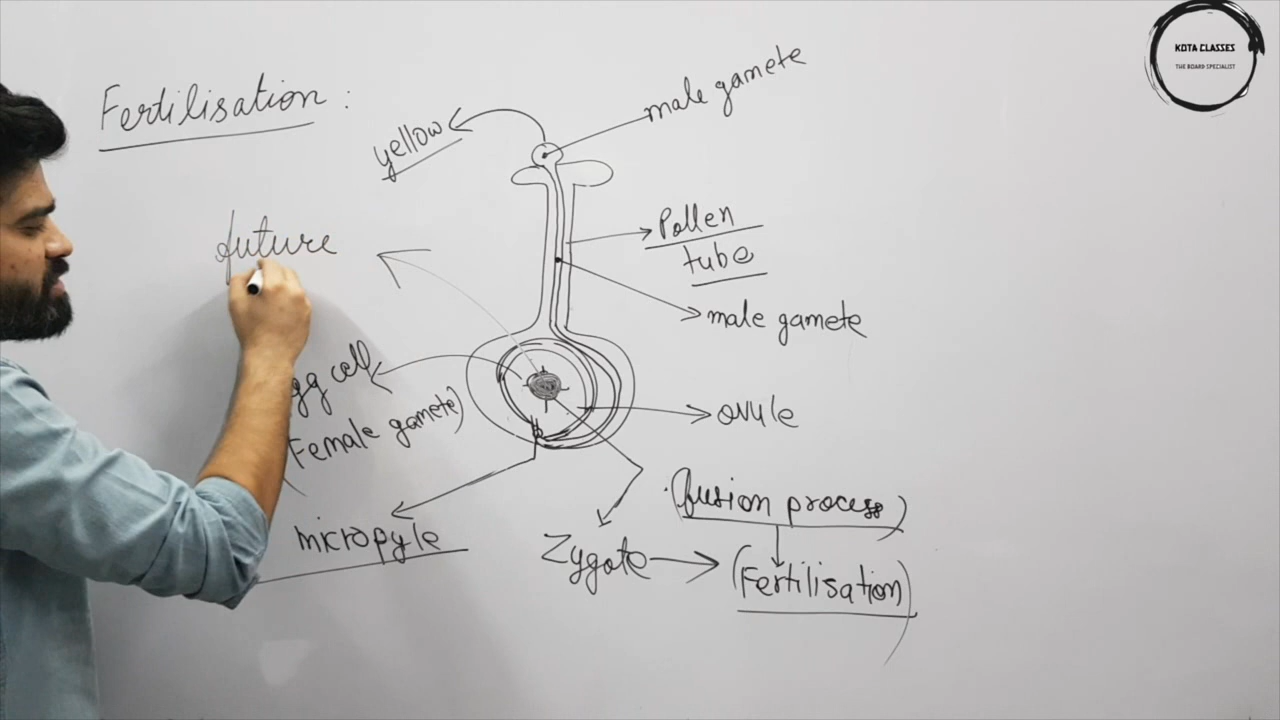 KOTA CLASSES
THE BOARD SPECIALIST
Fertilisation :
male gamete
yellow
Pollen
tube
future
male gamete
gg cell
(Female gamete)
ovule
(fusion process)
micropyle
Zygote
(Fertilisation)